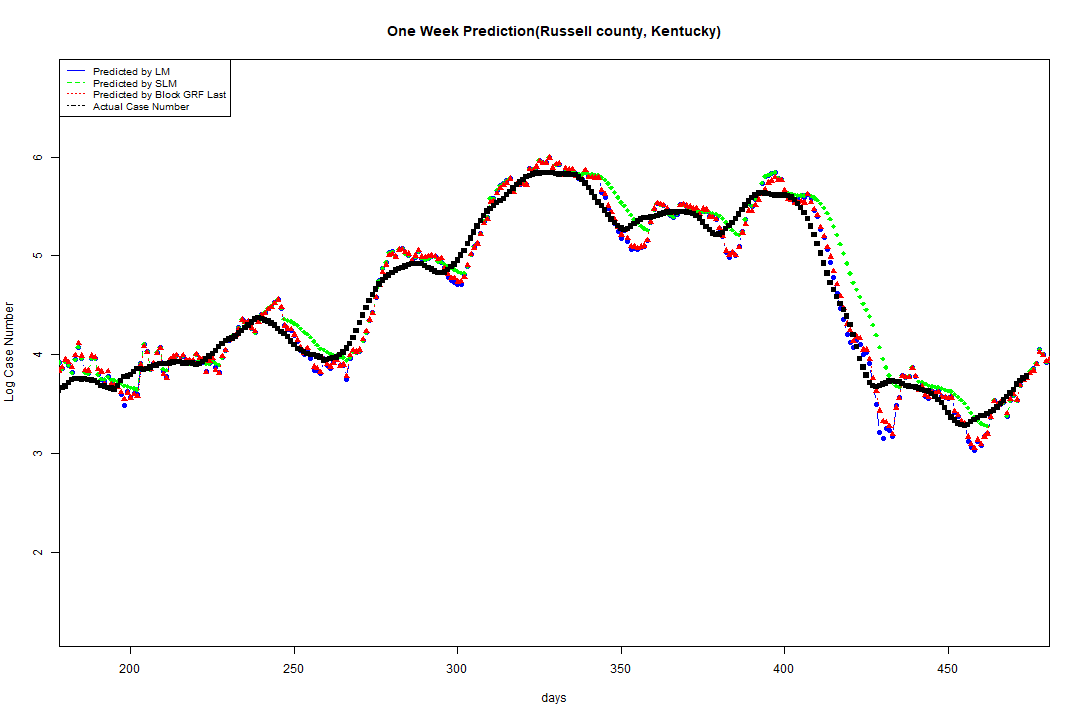 One Week Prediction(Russell county, Kentucky)
Predicted by LM
Predicted by SLM
Predicted by Block GRF Last
Actual Case Number
6
5
4
3
2
Log Case Number
200 250 300 350 400 450
days